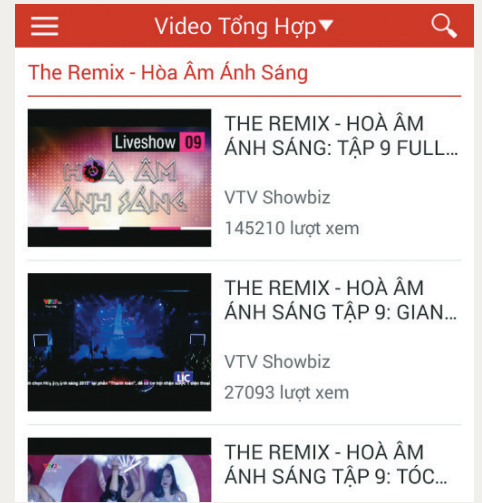 Video Tổng Hợp▼
The Remix - Hòa Âm Ánh Sáng
Liveshow 09
HOÀ ÂM
ÁNH SÁNG
THE REMIX - HOÀ ÂM
ÁNH SÁNG: TẬP 9 FULL...
VTV Showbiz
145210 lượt xem
THE REMIX - HOÀ ÂM
ÁNH SÁNG TẬP 9: GIAN...
VTV Showbiz
27093 lượt xem
THE REMIX - HOÀ ÂM
ÁNH SÁNG TẬP 9: TÓC...